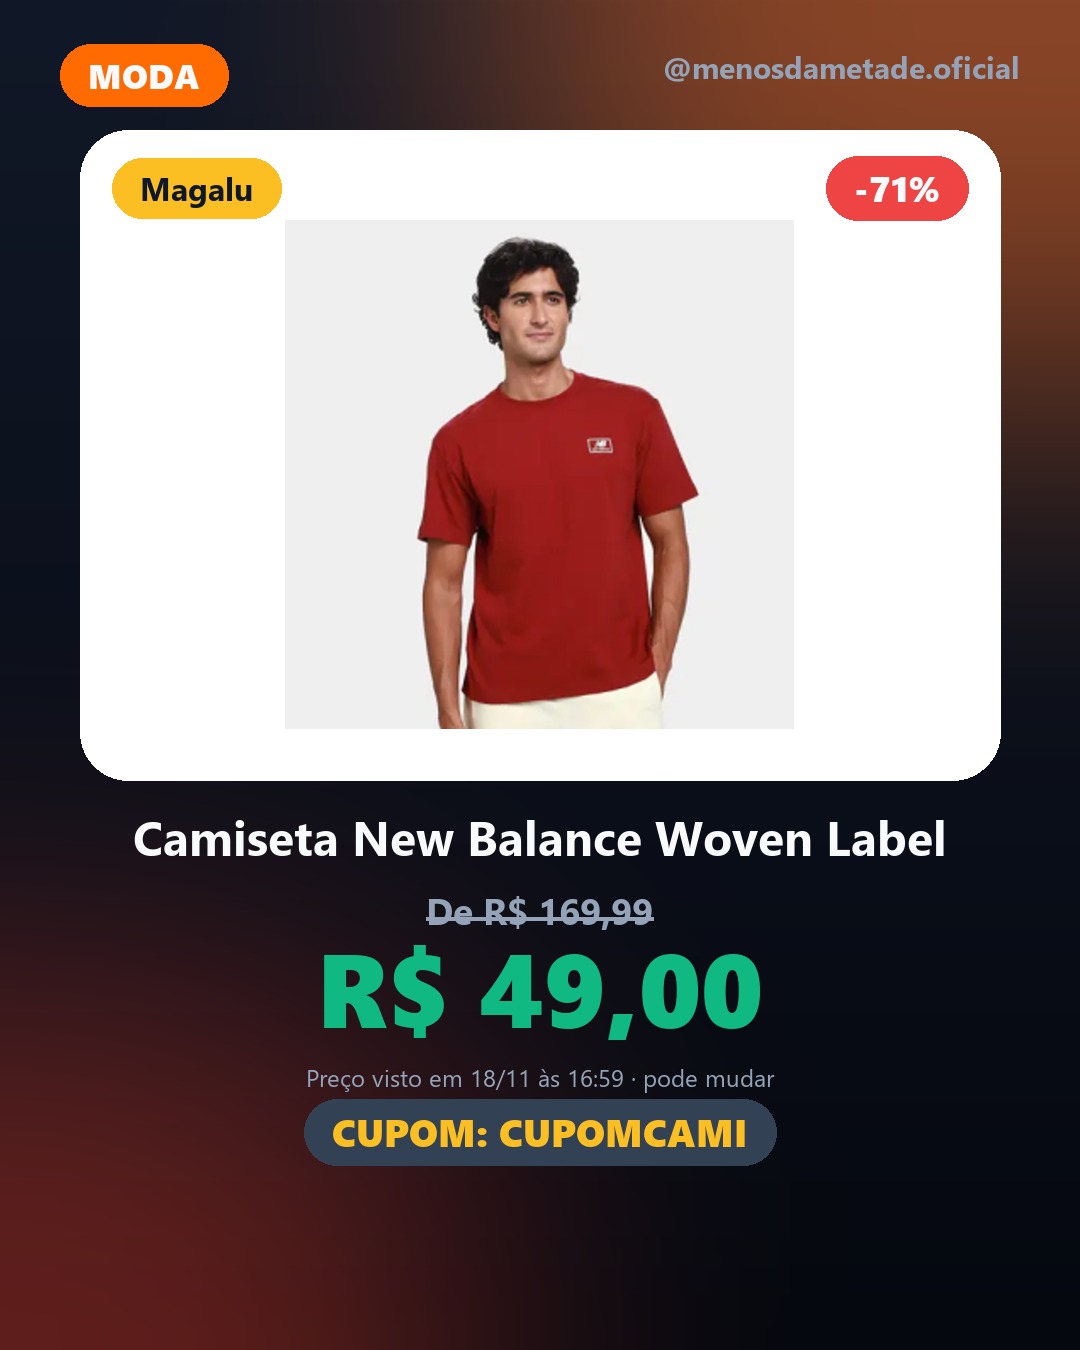 MODA
@menosdametade.oficial
Magalu
-71%
Camiseta New Balance Woven Label
De R$ 169,99
R$ 49,00
Preço visto em 18/11 às 16:59 · pode mudar
CUPOM: CUPOMCAMI